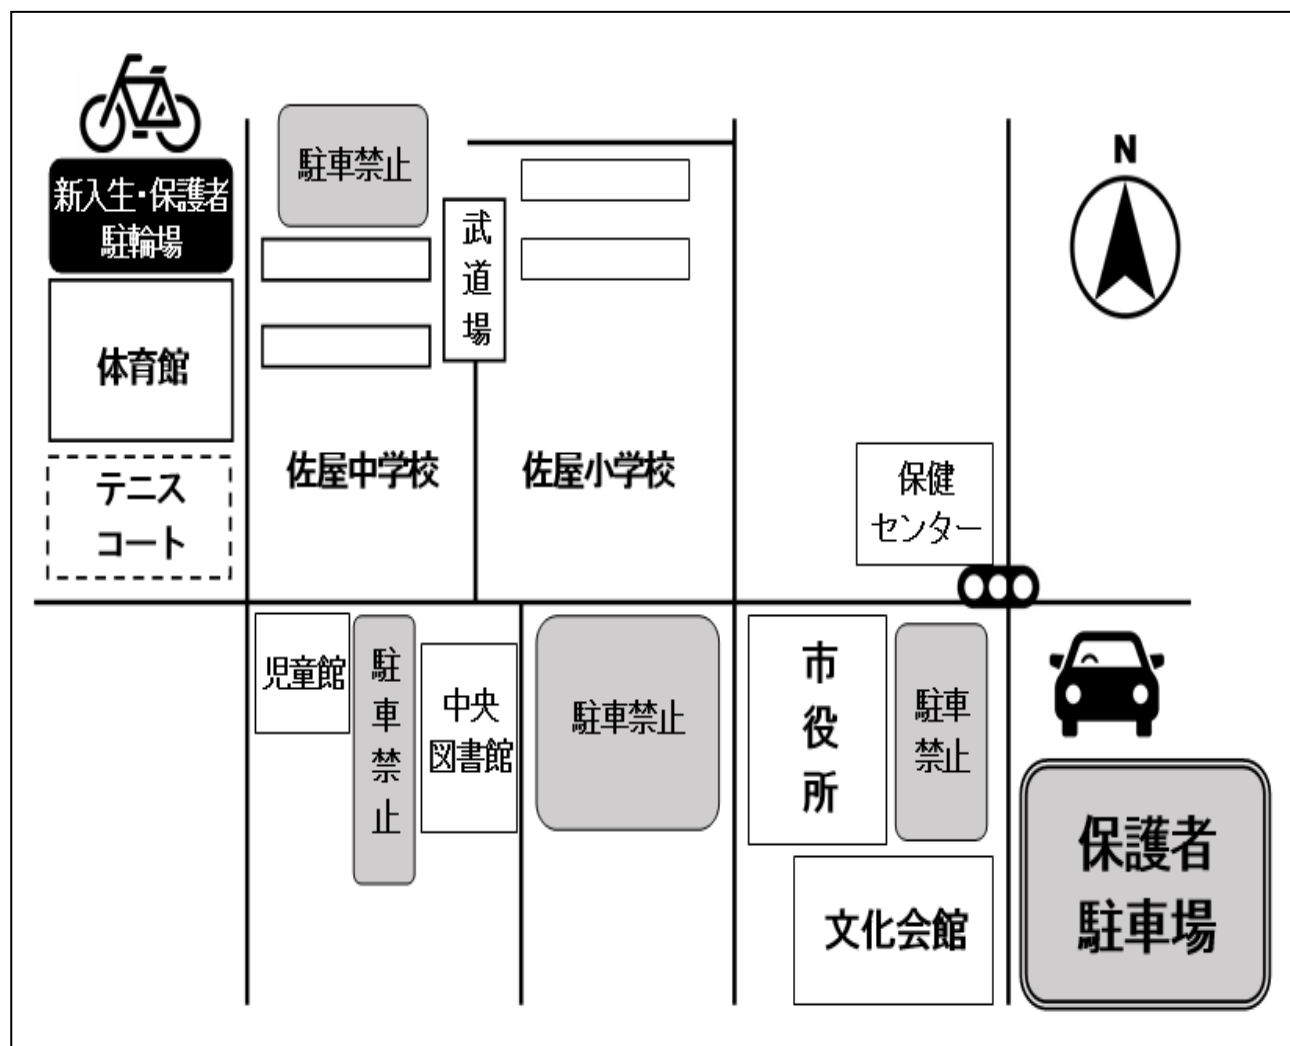 N
駐車禁止
新入生・保護者
駐輪場
武道場
体育館
テニス
コート
佐屋中学校
佐屋小学校
保健
センター
児童館
駐車禁止
中央
図書館
駐車禁止
市役所
駐車
禁止
保護者
駐車場
文化会館